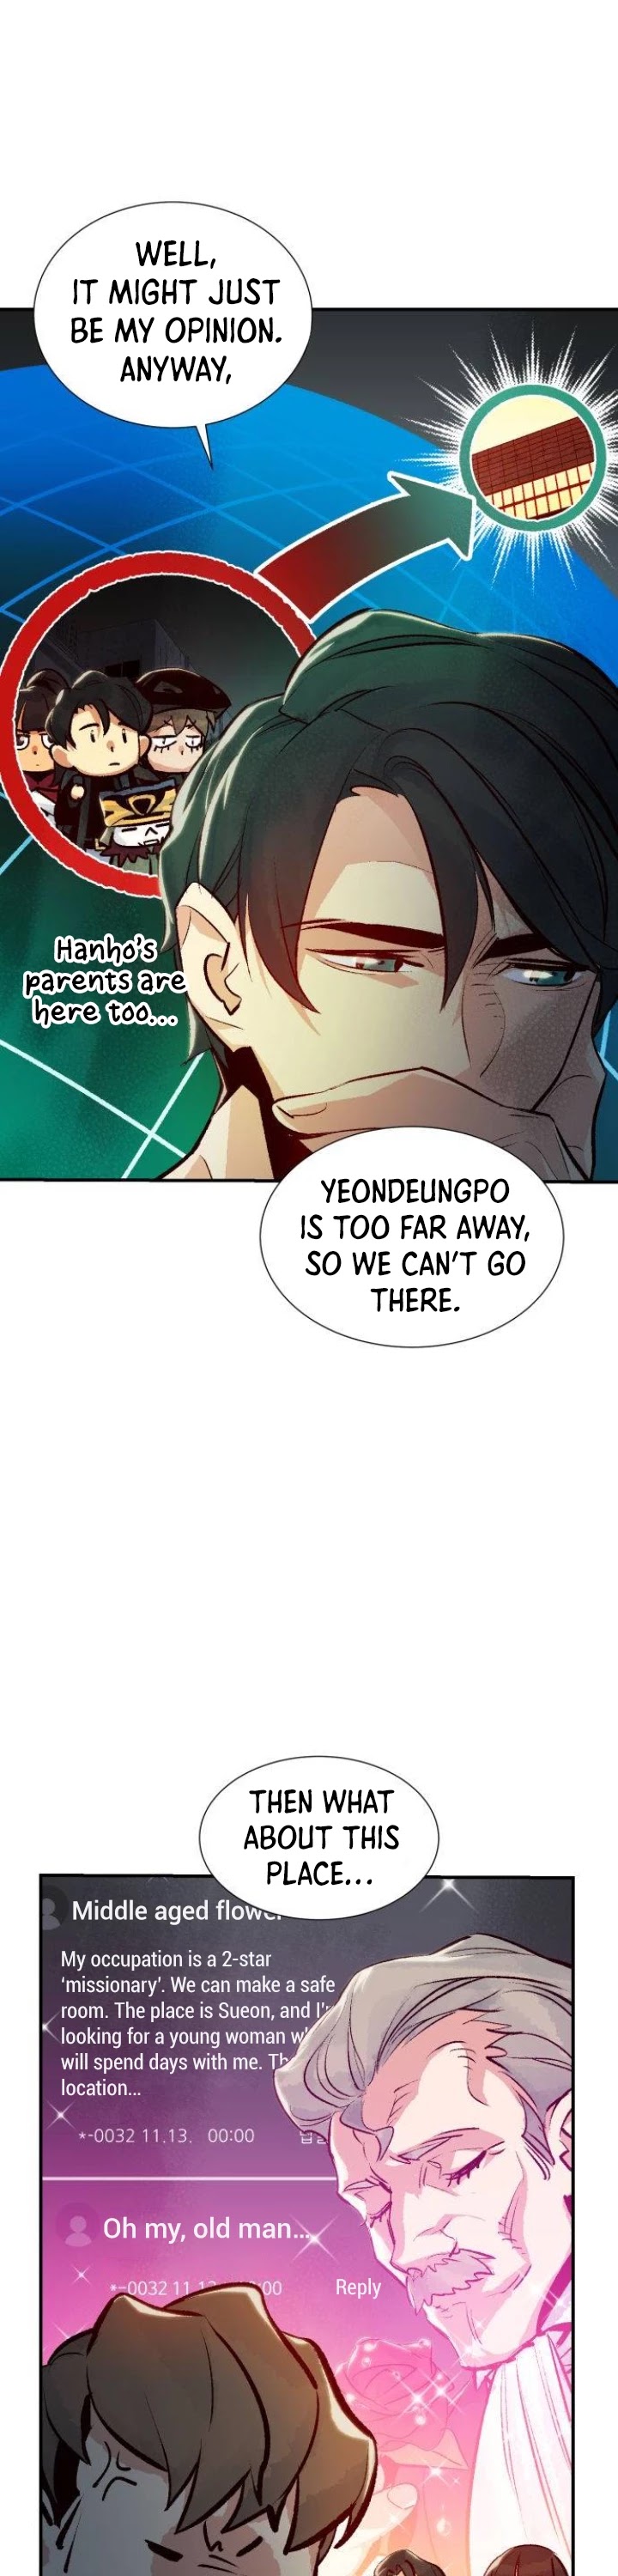 WELL,
IT MIGHT JUST
BE MY OPINION.
ANYWAY,
Hanho's
parents are
here too...
YEONDEUNGPO
IS TOO FAR AWAY,
SO WE CAN'T GO
THERE.
THEN WHAT
ABOUT THIS
PLACE...
Middle aged
My occupation is a 2-star
'missionary'. We can make a safe
room. The place is Sueon, and
looking for a young woman
will spend days with me.
location...
*-0032 11.13. 00:00
Oh my, old man...
*-0032 11
Reply